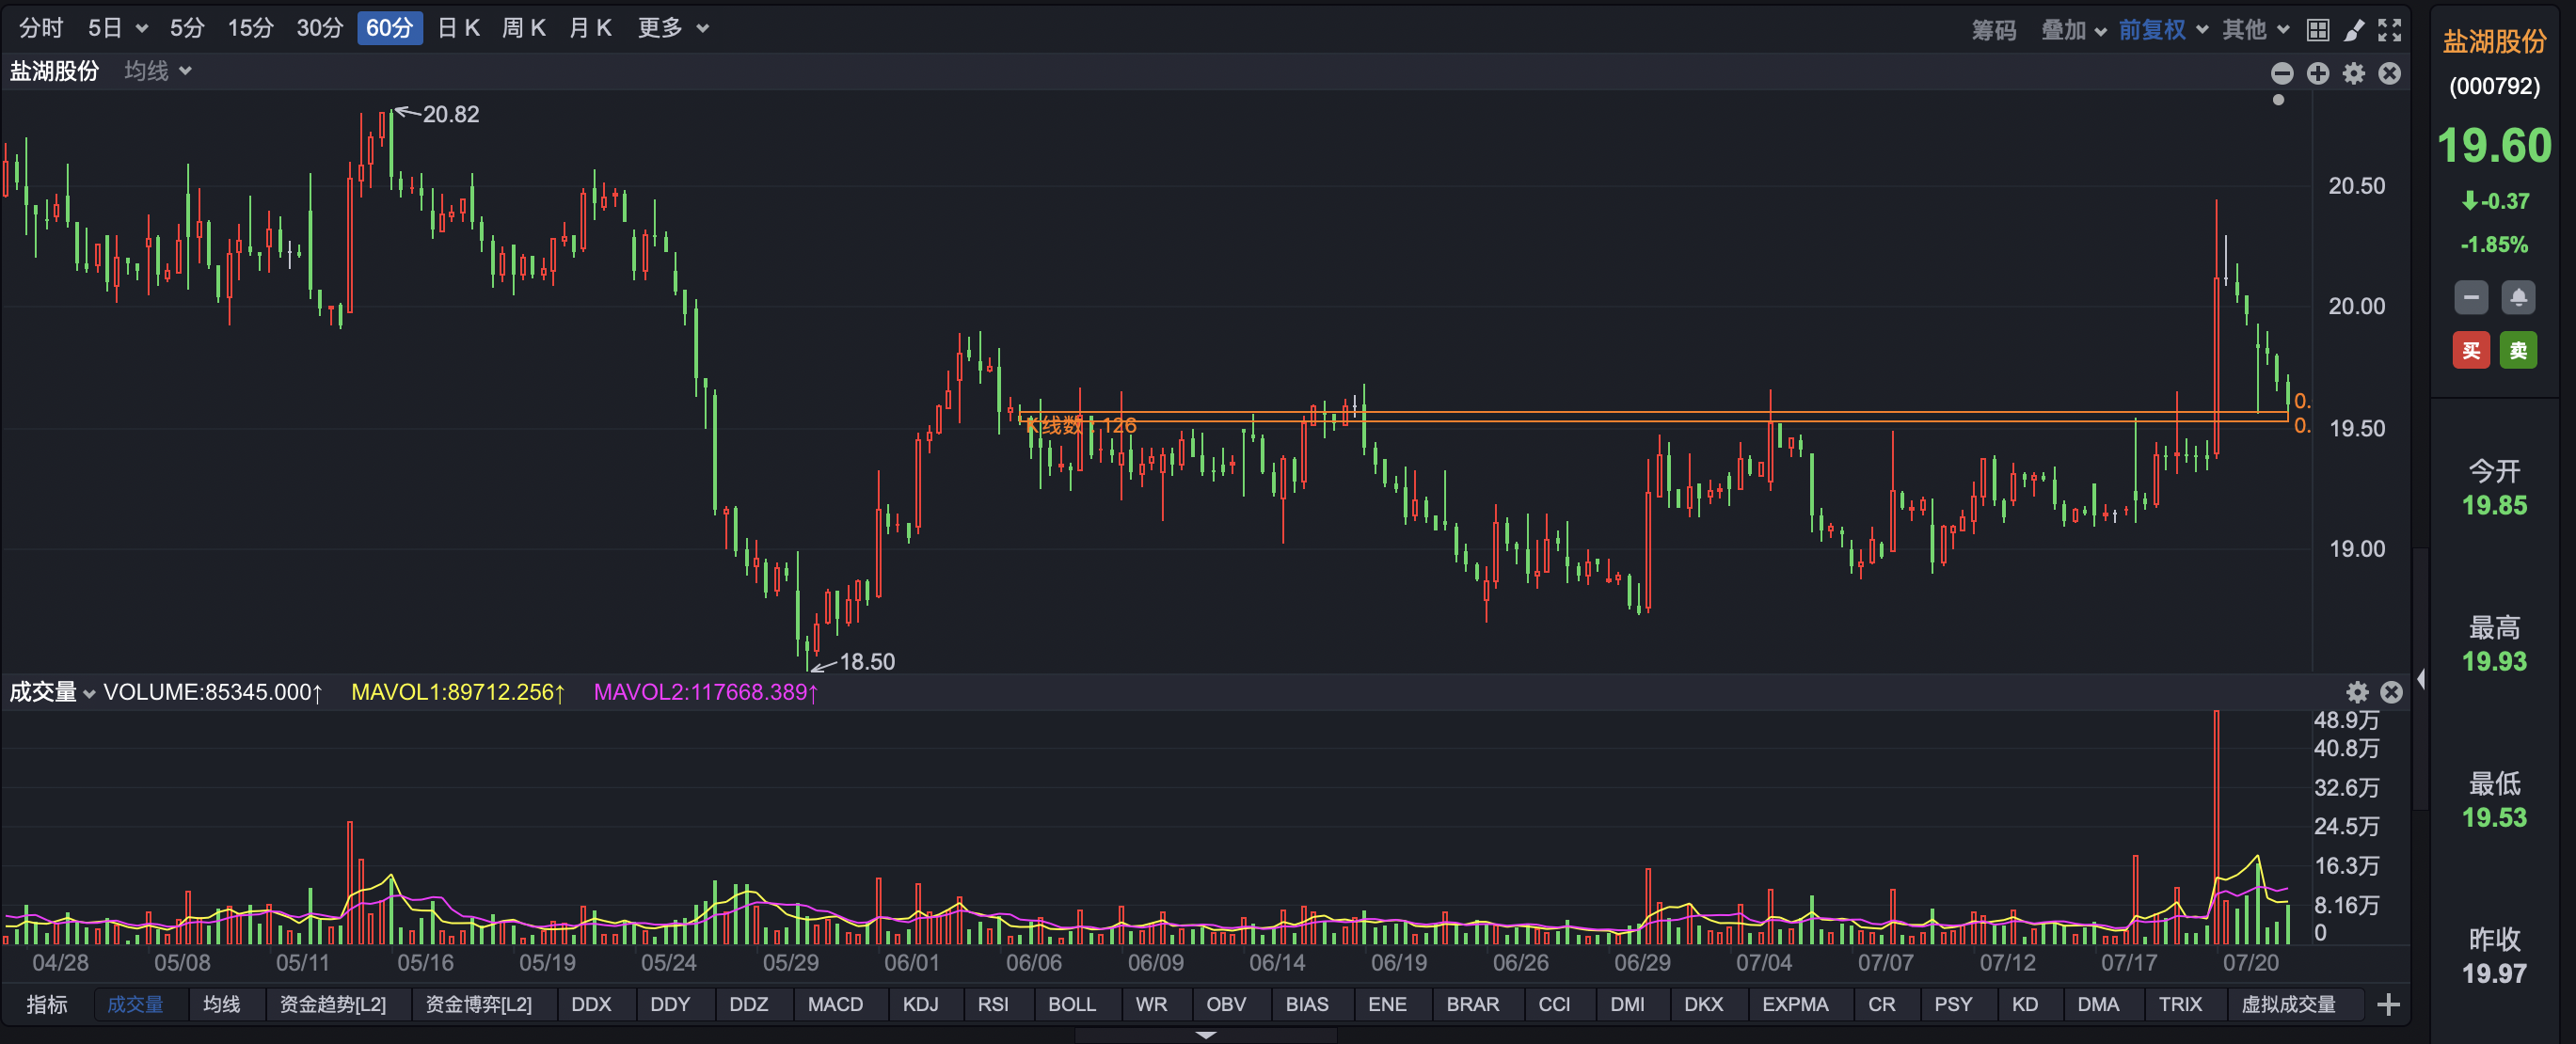 分时 5日 5分 15分 30分 60分 日K 周K 月K 更多 筹码 叠加 前复权 其他
盐湖股份 均线
20.82
20.50
20.00
19.50
19.00
0.
0.
K线数 126
18.50
成交量 VOLUME:85345.000↑ MAVOL1:89712.256↑ MAVOL2:117668.389↑
48.9万
40.8万
32.6万
24.5万
16.3万
8.16万
0
04/28 05/08 05/11 05/16 05/19 05/24 05/29 06/01 06/06 06/09 06/14 06/19 06/26 06/29 07/04 07/07 07/12 07/17 07/20
指标 成交量 均线 资金趋势[L2] 资金博弈[L2] DDX DDY DDZ MACD KDJ RSI BOLL WR OBV BIAS ENE BRAR CCI DMI DKX EXPMA CR PSY KD DMA TRIX 虚拟成交量
盐湖股份
(000792)
19.60
-0.37
-1.85%
买 卖
今开
19.85
最高
19.93
最低
19.53
昨收
19.97